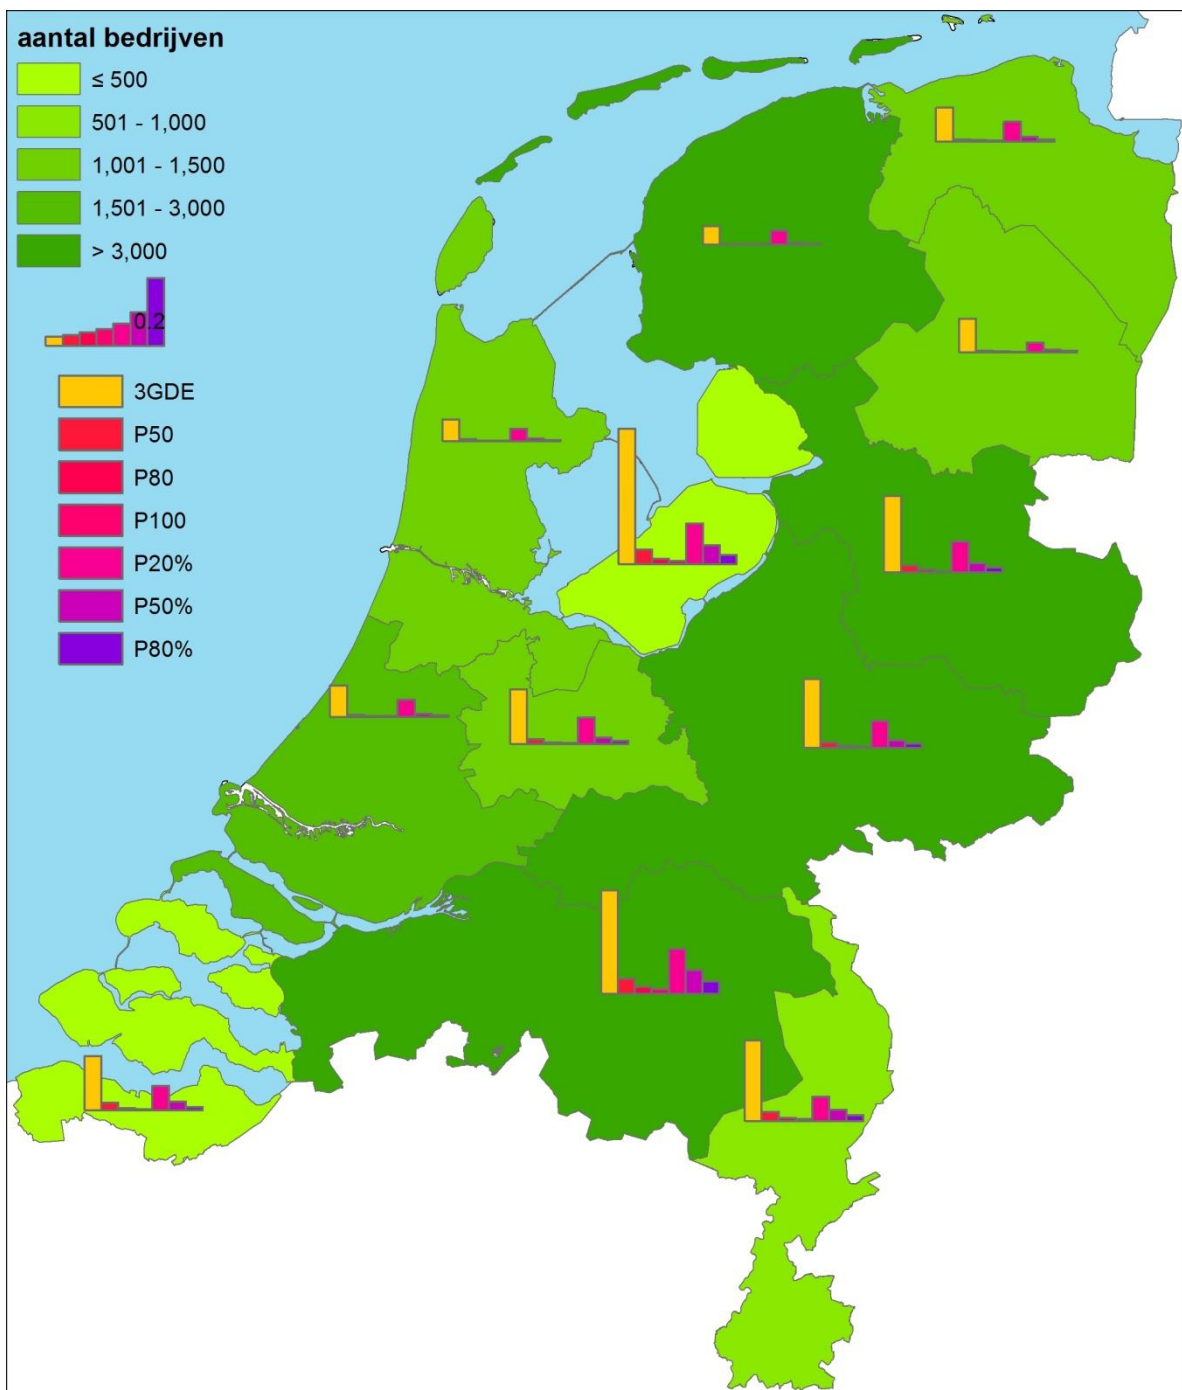 aantal bedrijven
≤ 500
501 - 1,000
1,001 - 1,500
1,501 - 3,000
> 3,000
0.2
3GDE
P50
P80
P100
P20%
P50%
P80%